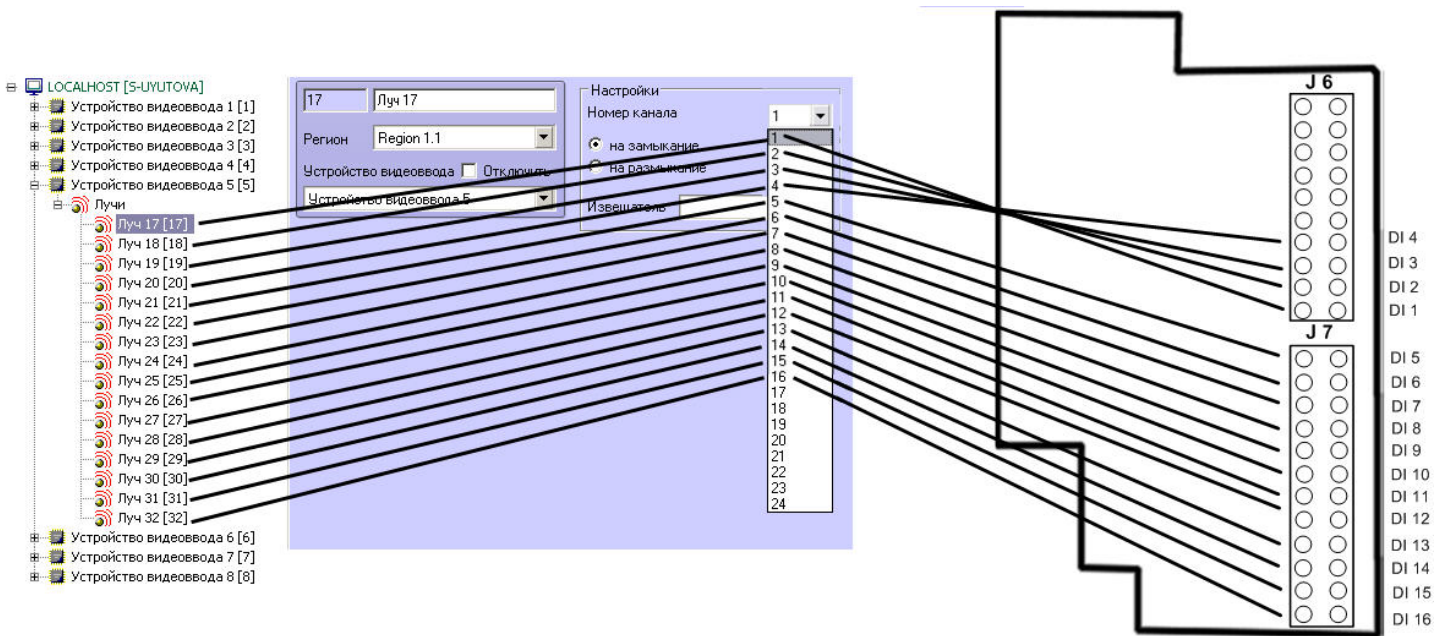 LOCALHOST [S-UYUTOVA]
Устройство видеоввода 1 [1]
Устройство видеоввода 2 [2]
Устройство видеоввода 3 [3]
Устройство видеоввода 4 [4]
Устройство видеоввода 5 [5]
Лучи
Луч 17 [17]
Луч 18 [18]
Луч 19 [19]
Луч 20 [20]
Луч 21 [21]
Луч 22 [22]
Луч 23 [23]
Луч 24 [24]
Луч 25 [25]
Луч 26 [26]
Луч 27 [27]
Луч 28 [28]
Луч 29 [29]
Луч 30 [30]
Луч 31 [31]
Луч 32 [32]
Устройство видеоввода 6 [6]
Устройство видеоввода 7 [7]
Устройство видеоввода 8 [8]
17 Луч 17
Регион Region 1.1
Устройство видеоввода Отключить
Устройство видеоввода 5
Настройки
Номер канала 1
на замыкание
на размыкание
Извещатель
1
2
3
4
5
6
7
8
9
10
11
12
13
14
15
16
17
18
19
20
21
22
23
24
J 6
DI 4
DI 3
DI 2
DI 1
J 7
DI 5
DI 6
DI 7
DI 8
DI 9
DI 10
DI 11
DI 12
DI 13
DI 14
DI 15
DI 16